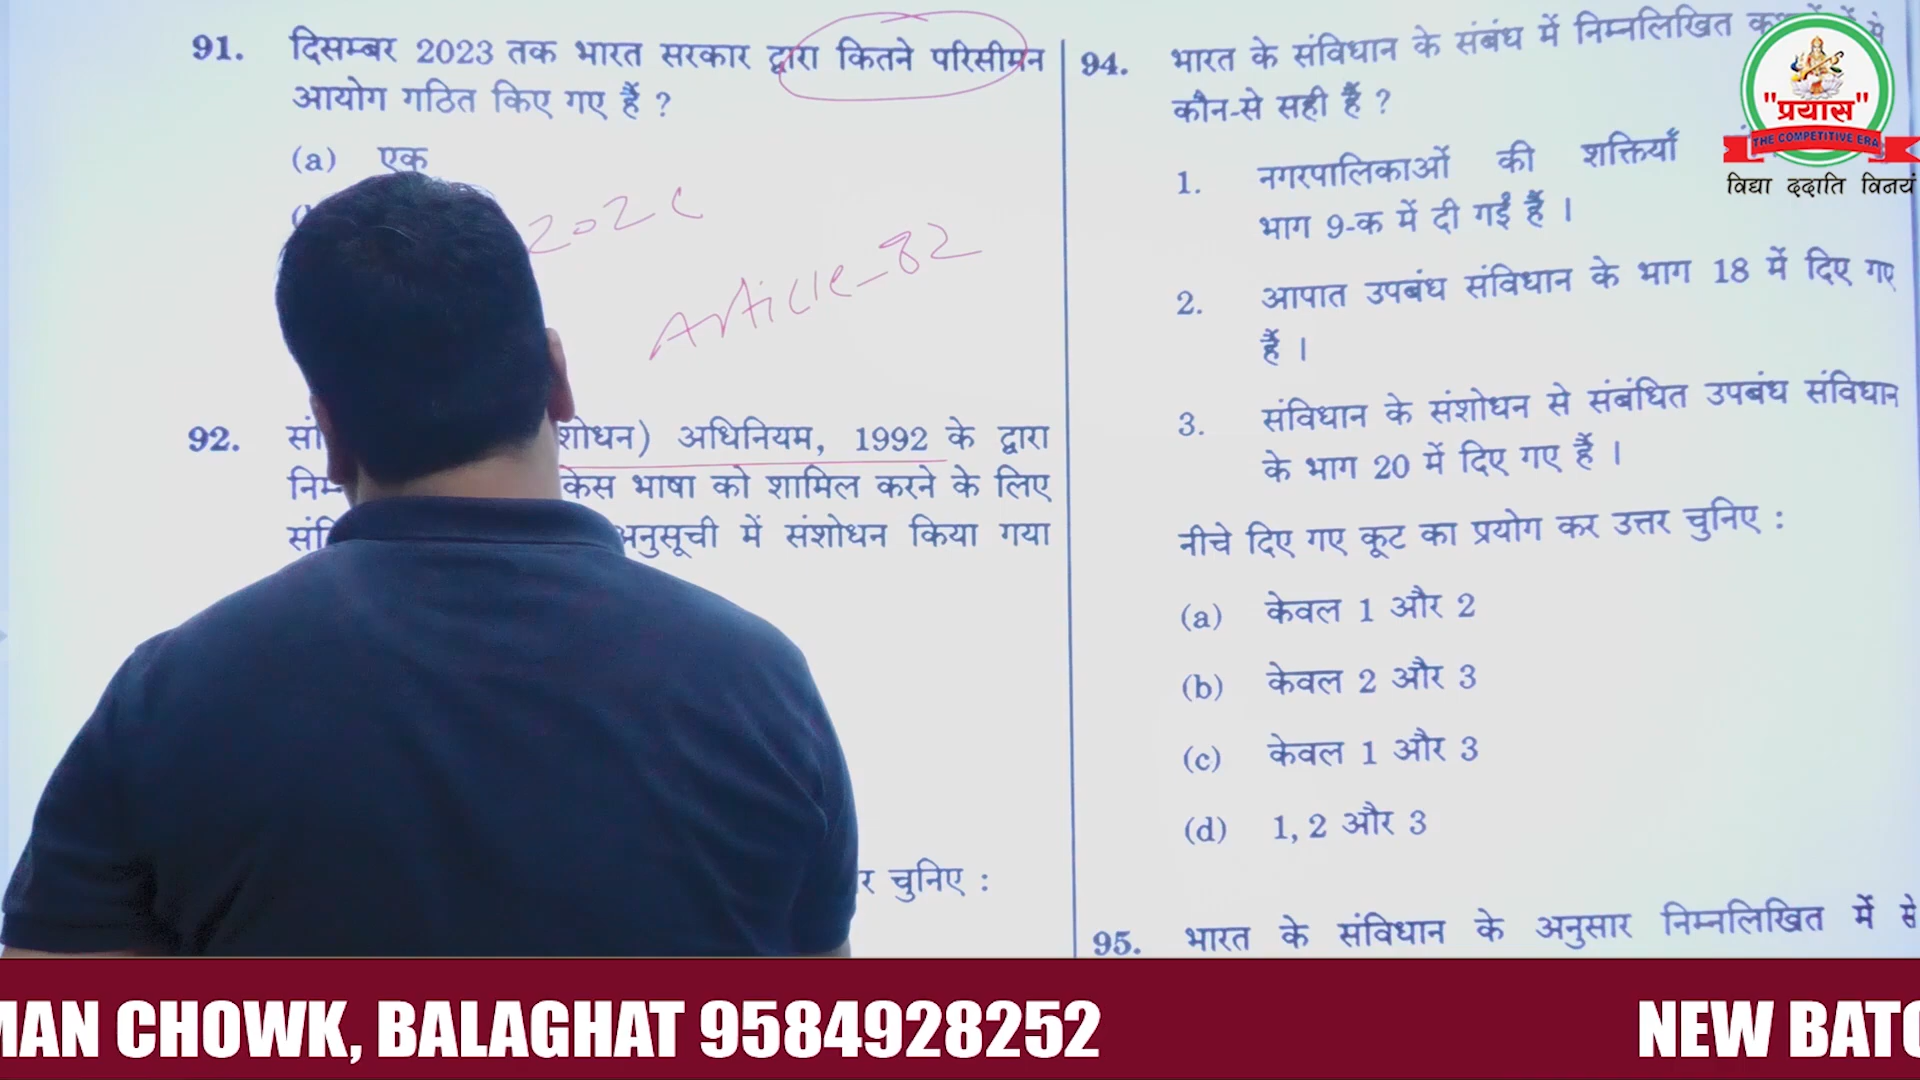 91. दिसम्बर 2023 तक भारत सरकार द्वारा कितने परिसीमन
आयोग गठित किए गए हैं ?
(a) एक
202
Article-82
92. शोधन) अधिनियम, 1992 के द्वारा
भाषा को शामिल करने के लिए
अनुसूची में संशोधन किया गया
चुनिए :
94. भारत के संविधान के संबंध में निम्नलिखित
कौन-से सही हैं ?
1. नगरपालिकाओं की शक्तियाँ
भाग 9-क में दी गई हैं ।
2. आपात उपबंध संविधान के भाग 18 में दिए गए
हैं ।
3. संविधान के संशोधन से संबंधित उपबंध संविधान
के भाग 20 में दिए गए हैं ।
नीचे दिए गए कूट का प्रयोग कर उत्तर चुनिए :
(a) केवल 1 और 2
(b) केवल 2 और 3
(c) केवल 1 और 3
(d) 1, 2 और 3
95. भारत के संविधान के अनुसार निम्नलिखित में से
"प्रयास"
THE COMPETITIVE ERA
विद्या ददाति विनयं
MAN CHOWK, BALAGHAT 9584928252
NEW BATC